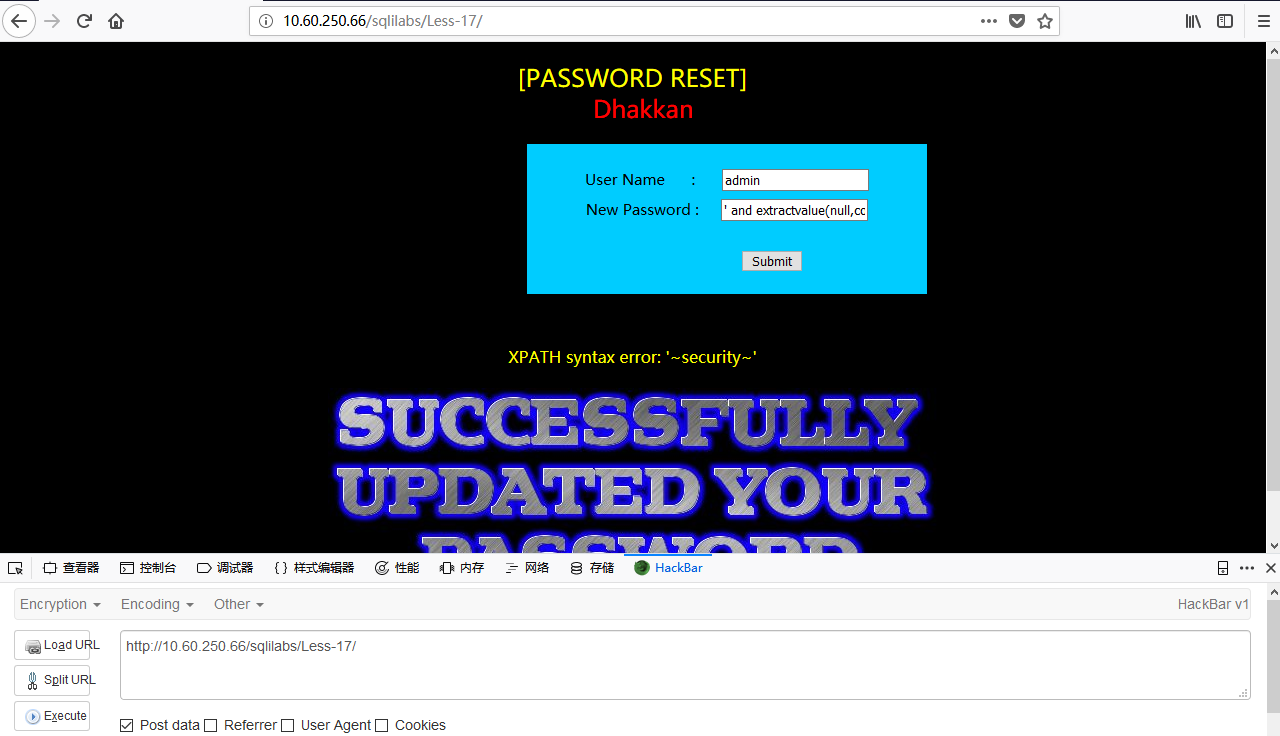 10.60.250.66/sqlilabs/Less-17/
[PASSWORD RESET]
Dhakkan
User Name : admin
New Password : ' and extractvalue(null,cc
Submit
XPATH syntax error: '~security~'
SUCCESSFULLY
UPDATED YOUR
PASSWORD
查看器 控制台 调试器 {} 样式编辑器 性能 内存 网络 存储 HackBar
Encryption Encoding Other HackBar v1
Load URL http://10.60.250.66/sqlilabs/Less-17/
Split URL
Execute
Post data Referrer User Agent Cookies